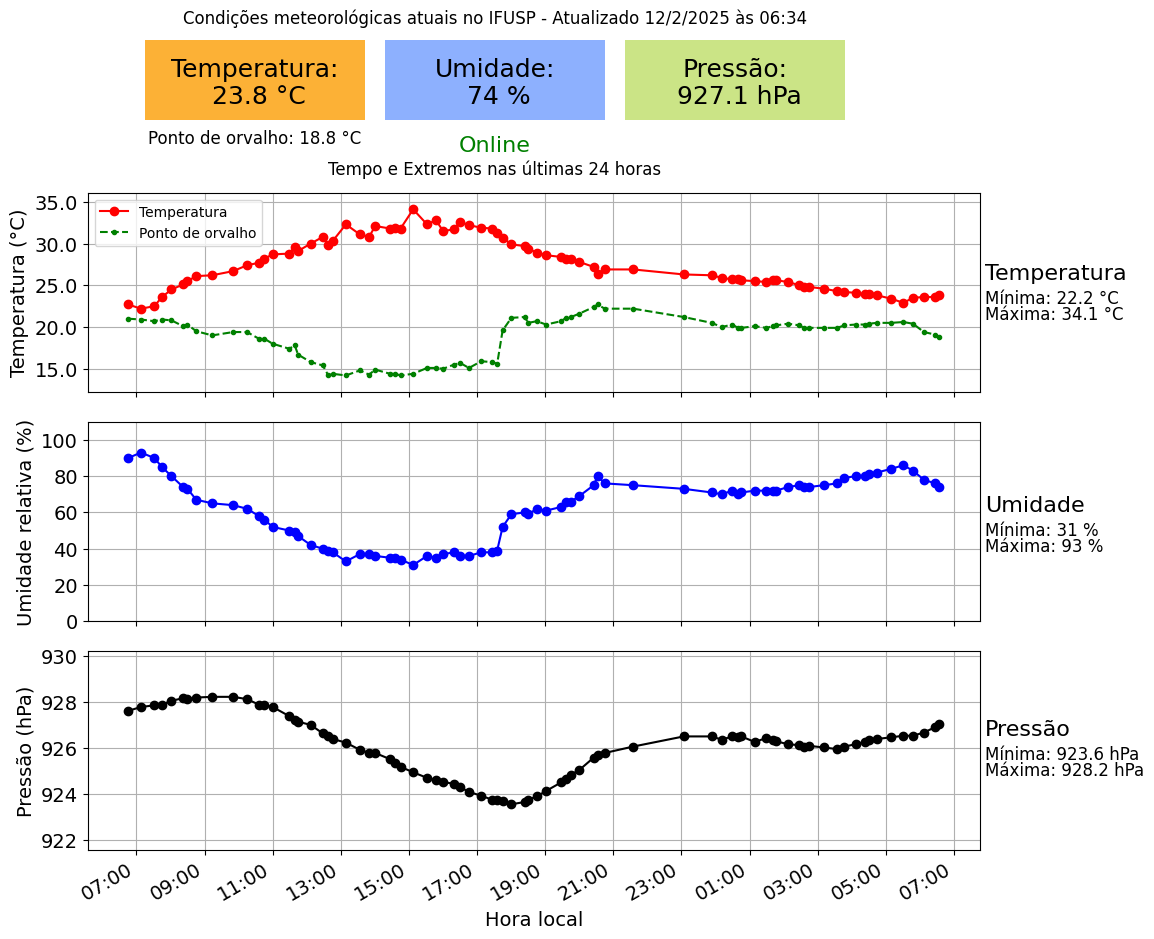 Condições meteorológicas atuais no IFUSP - Atualizado 12/2/2025 às 06:34
Temperatura:
23.8 °C
Umidade:
74 %
Pressão:
927.1 hPa
Ponto de orvalho: 18.8 °C
Online
Tempo e Extremos nas últimas 24 horas
Temperatura (°C)
35.0
30.0
25.0
20.0
15.0
Temperatura
Ponto de orvalho
Temperatura
Mínima: 22.2 °C
Máxima: 34.1 °C
Umidade relativa (%)
100
80
60
40
20
0
Umidade
Mínima: 31 %
Máxima: 93 %
Pressão (hPa)
930
928
926
924
922
Pressão
Mínima: 923.6 hPa
Máxima: 928.2 hPa
07:00 09:00 11:00 13:00 15:00 17:00 19:00 21:00 23:00 01:00 03:00 05:00 07:00
Hora local